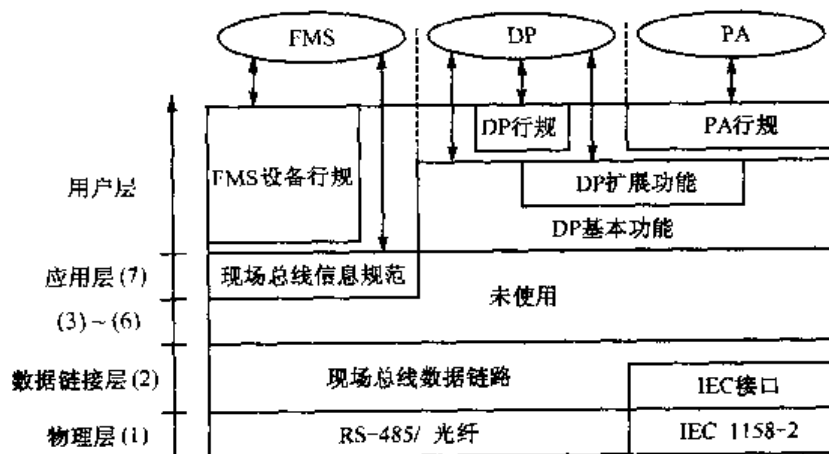 FMS
DP
PA
DP行规
PA行规
用户层
FMS设备行规
DP扩展功能
DP基本功能
应用层(7)
现场总线信息规范
未使用
(3)~(6)
数据链接层(2)
现场总线数据链路
IEC接口
物理层(1)
RS-485/ 光纤
IEC 1158-2